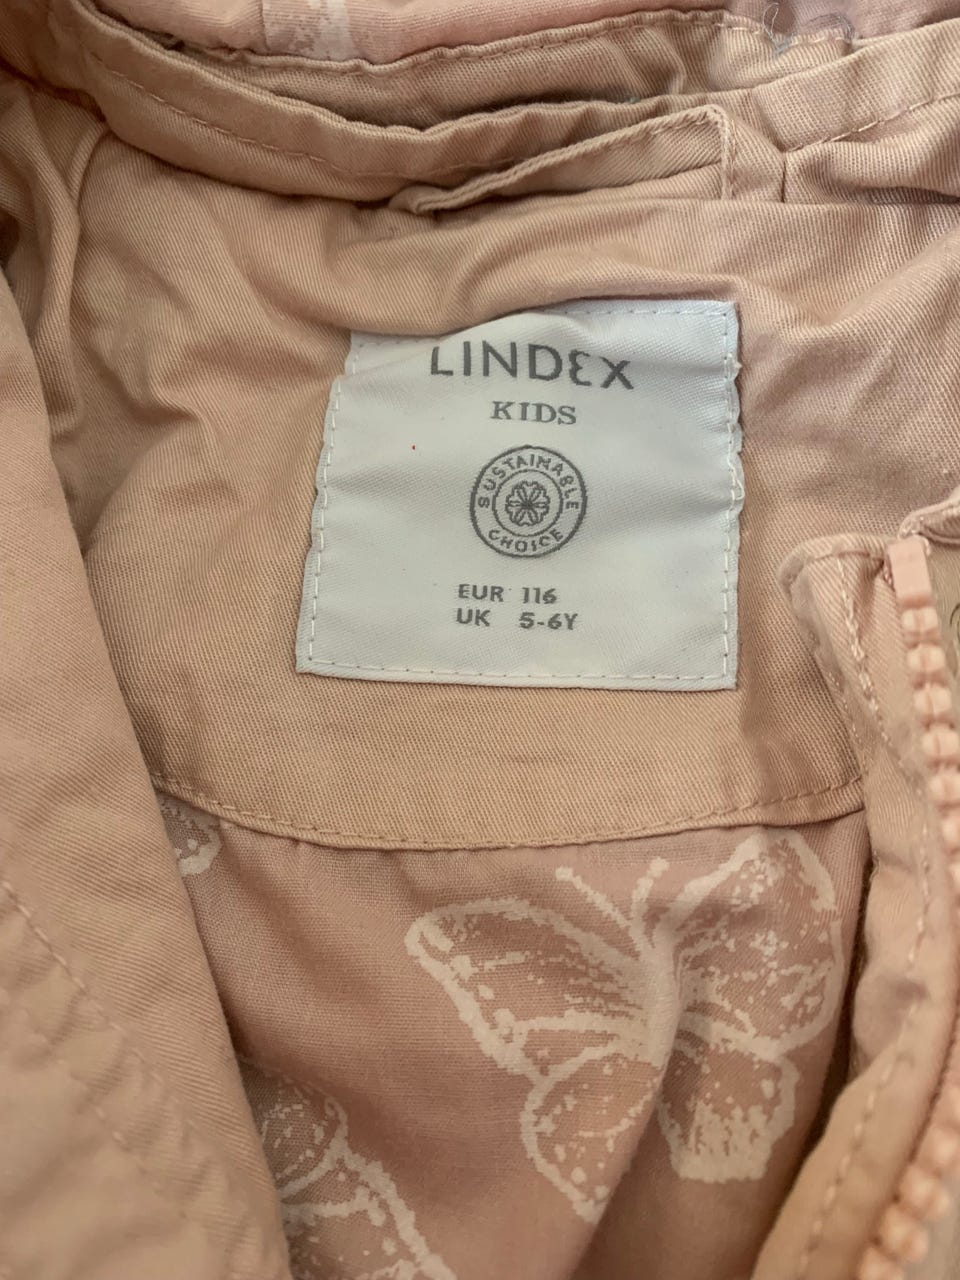 LINDEX
KIDS
SUSTAINABLE
CHOICE
EUR 116
UK 5-6Y